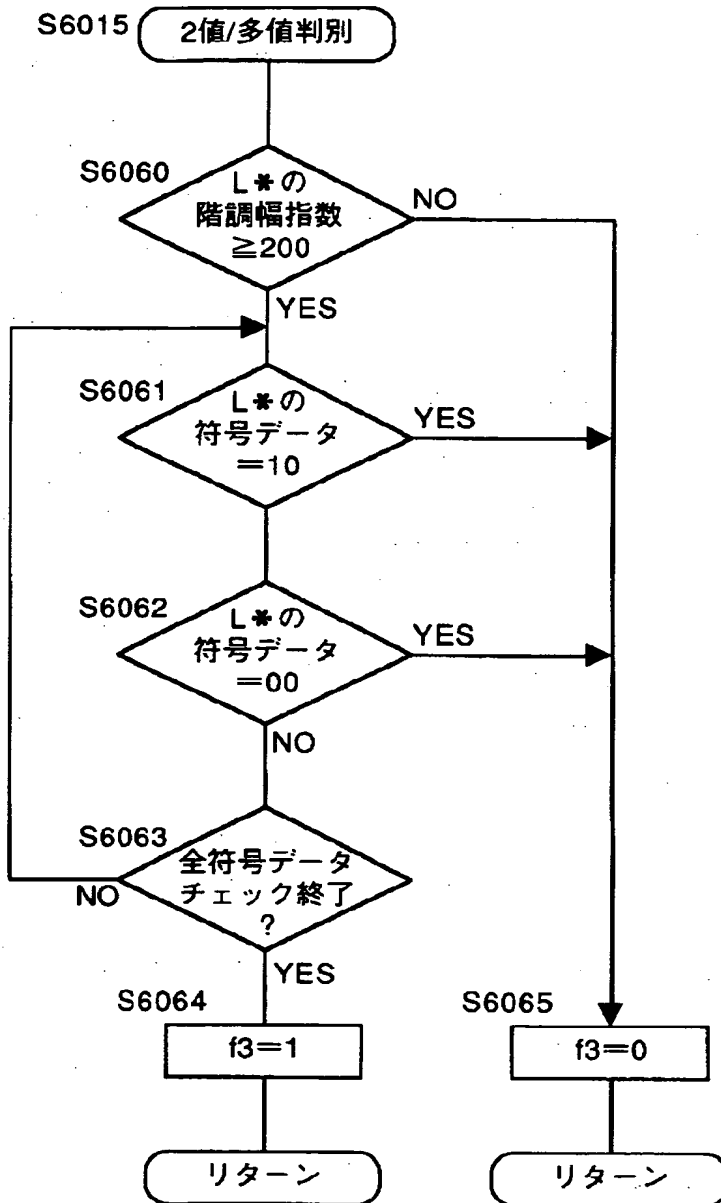 S6015
2値/多値判別
S6060
L*の
階調幅指数
≧200
NO
YES
S6061
L*の
符号データ
=10
YES
S6062
L*の
符号データ
=00
YES
NO
S6063
全符号データ
チェック終了
?
NO
YES
S6064
f3=1
S6065
f3=0
リターン
リターン